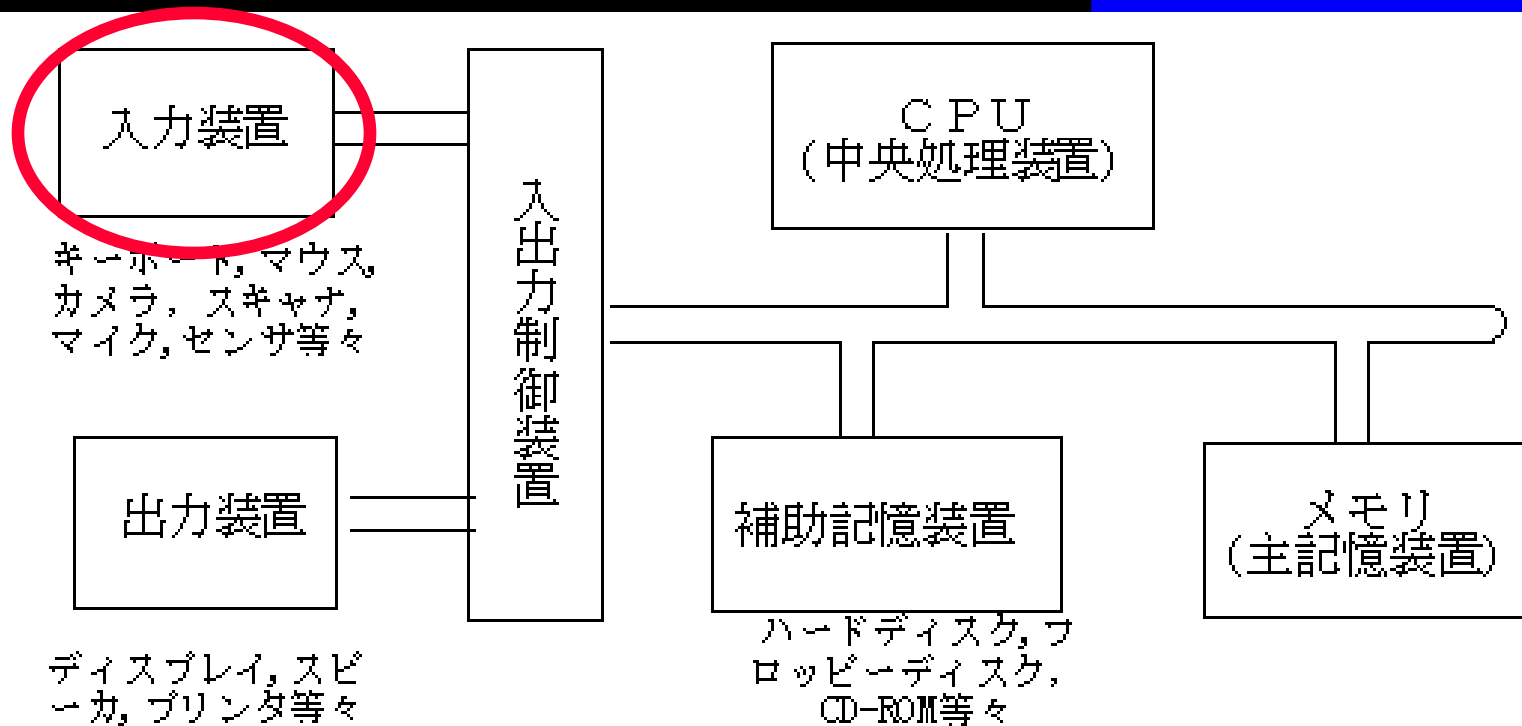 入力装置
キーボード,マウス,
カメラ，スキャナ,
マイク,センサ等々
入出力制御装置
ＣＰＵ
(中央処理装置)
出力装置
ディスプレイ,スピ
ーカ,プリンタ等々
補助記憶装置
ハードディスク,フ
ロッピーディスク，
CD-ROM等々
メモリ
(主記憶装置)